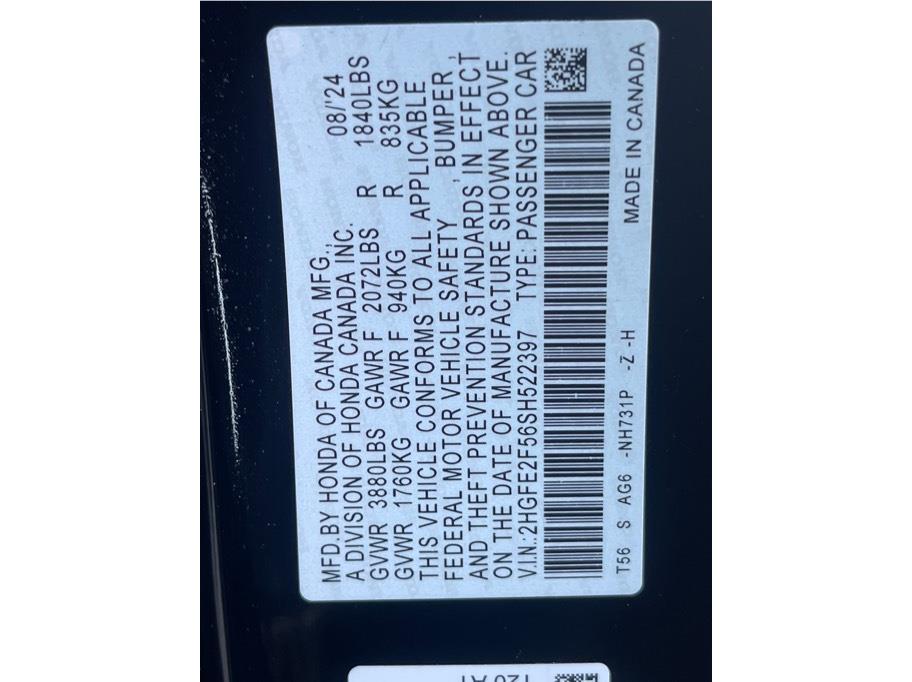 MFD.BY HONDA OF CANADA MFG., 08/'24
A DIVISION OF HONDA CANADA INC.
GVWR 3880LBS GAWR F 2072LBS R 1840LBS
GVWR 1760KG GAWR F 940KG R 835KG
THIS VEHICLE CONFORMS TO ALL APPLICABLE
FEDERAL MOTOR VEHICLE SAFETY , BUMPER ,
AND THEFT PREVENTION STANDARDS IN EFFECT
ON THE DATE OF MANUFACTURE SHOWN ABOVE.
V.I.N.:2HGFE2F56SH522397 TYPE: PASSENGER CAR
T56 S AG6 -NH731P -Z -H MADE IN CANADA